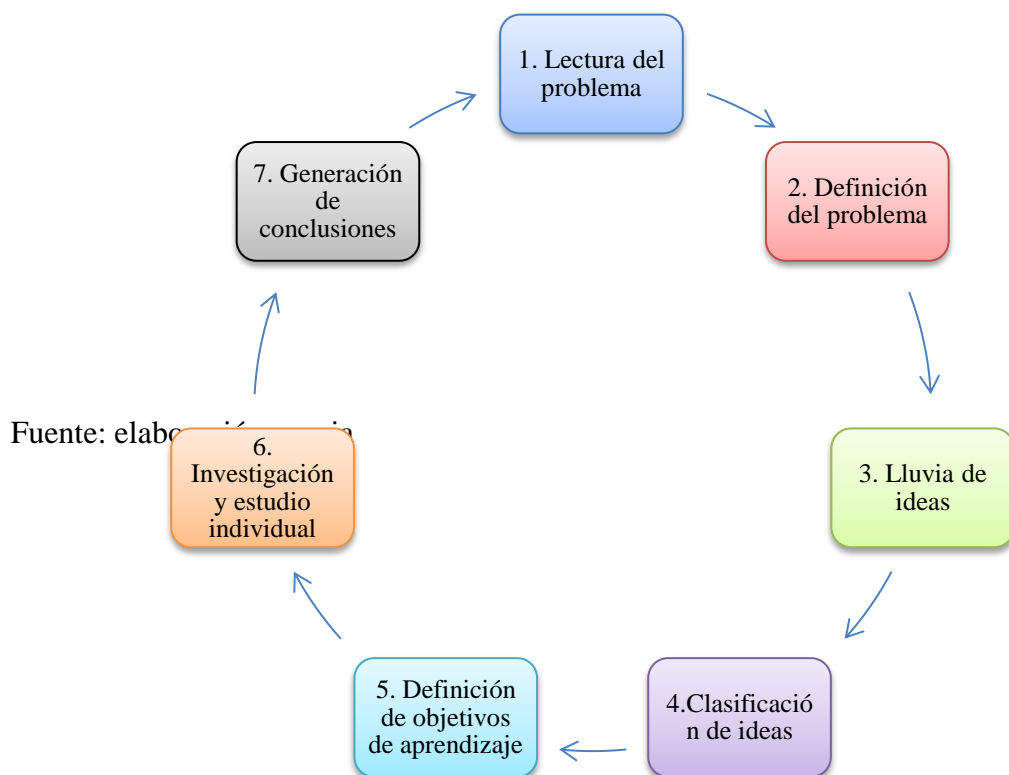 1. Lectura del
problema
2. Definición
del problema
3. Lluvia de
ideas
4.Clasificació
n de ideas
5. Definición
de objetivos
de aprendizaje
6.
Investigación
y estudio
individual
7. Generación
de
conclusiones
Fuente: